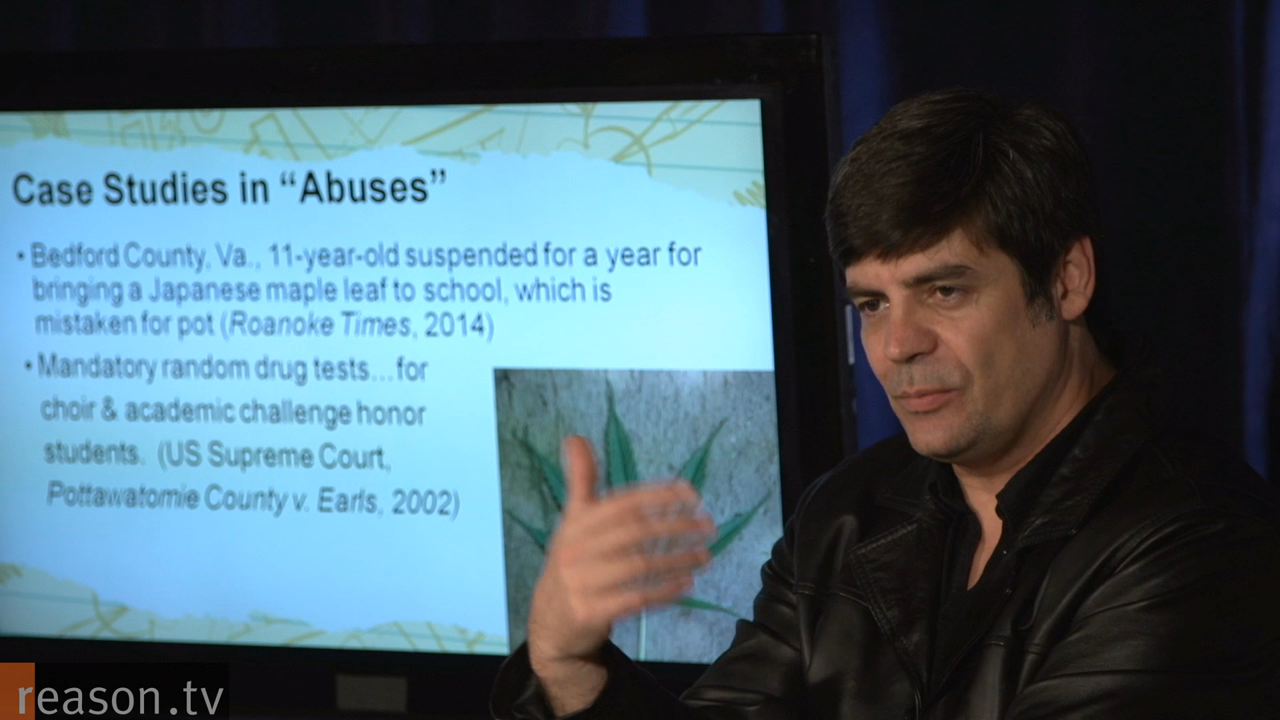 Case Studies in “Abuses”
• Bedford County, Va., 11-year-old suspended for a year for
bringing a Japanese maple leaf to school, which is
mistaken for pot (Roanoke Times, 2014)
• Mandatory random drug tests...for
choir & academic challenge honor
students. (US Supreme Court,
Pottawatomie County v. Earls, 2002)
reason.tv